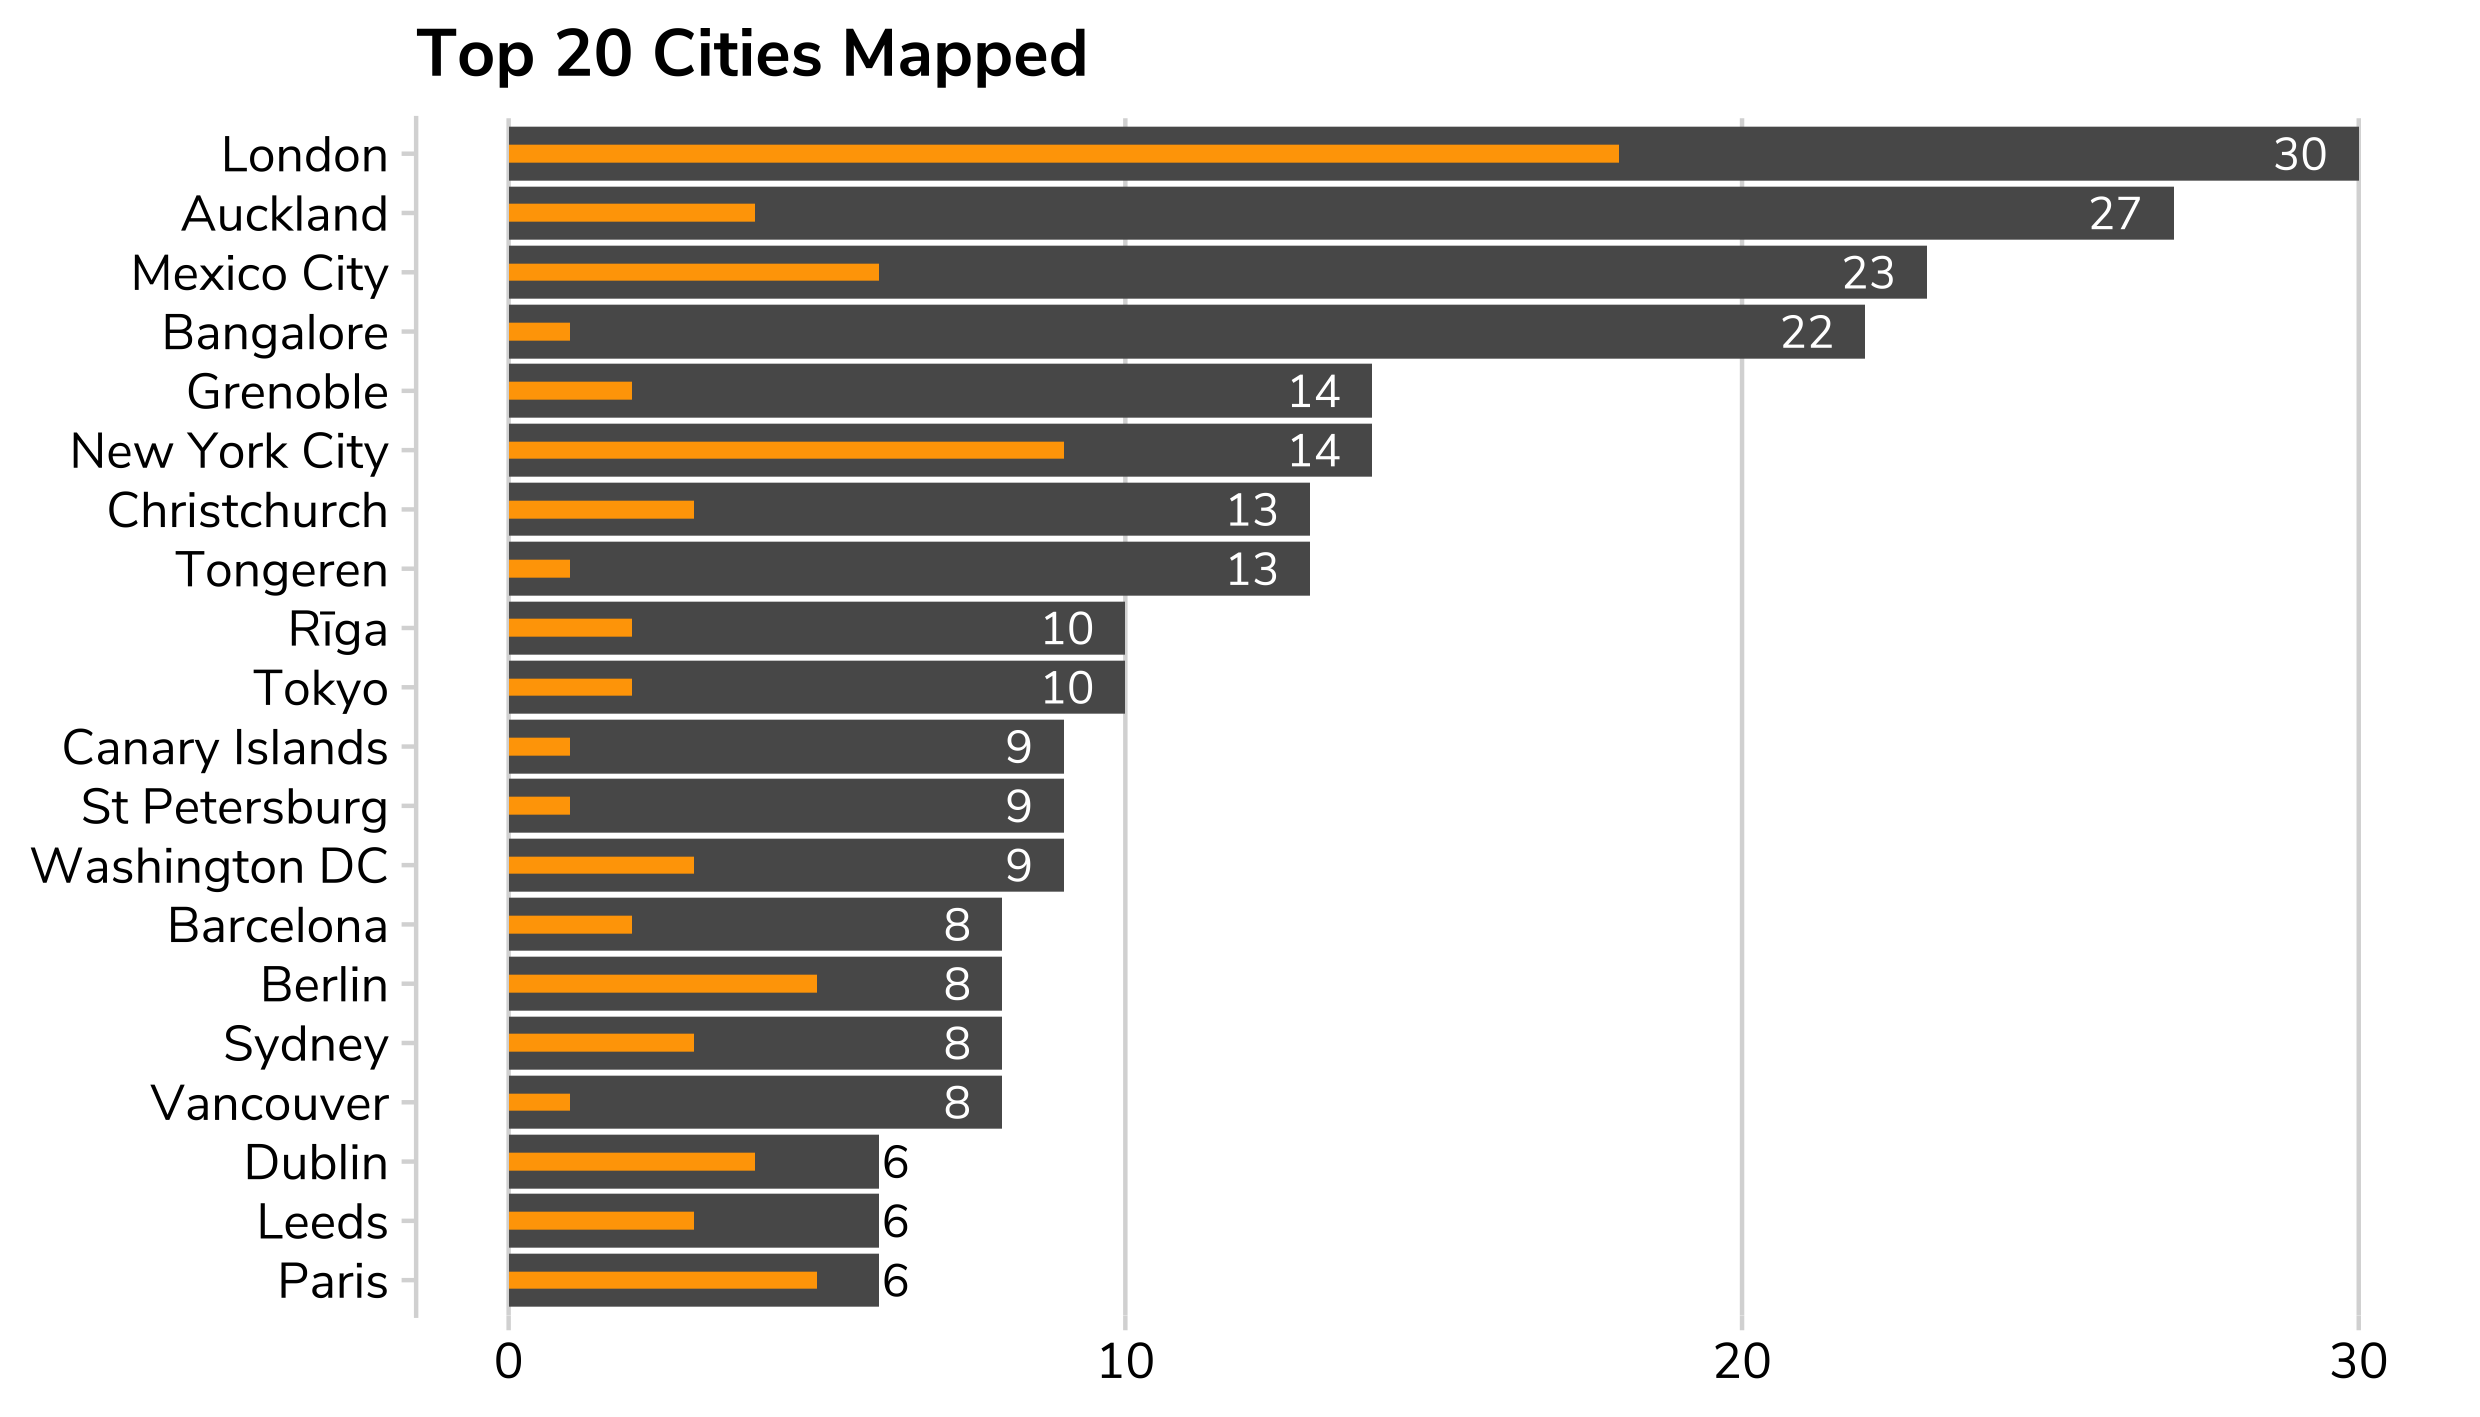 Top 20 Cities Mapped
London 30
Auckland 27
Mexico City 23
Bangalore 22
Grenoble 14
New York City 14
Christchurch 13
Tongeren 13
Rīga 10
Tokyo 10
Canary Islands 9
St Petersburg 9
Washington DC 9
Barcelona 8
Berlin 8
Sydney 8
Vancouver 8
Dublin 6
Leeds 6
Paris 6
0 10 20 30